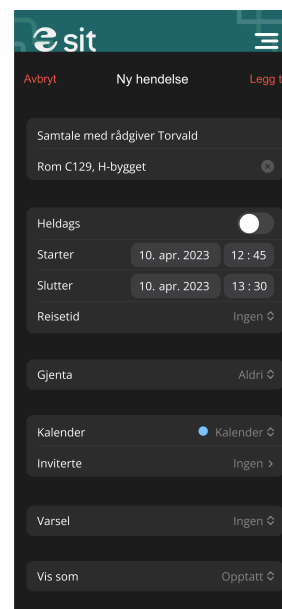 sit
Avbryt Ny hendelse Legg t
Samtale med rådgiver Torvald
Rom C129, H-bygget
Heldags
Starter 10. apr. 2023 12 : 45
Slutter 10. apr. 2023 13 : 30
Reisetid Ingen
Gjenta Aldri
Kalender Kalender
Inviterte Ingen >
Varsel Ingen
Vis som Opptatt